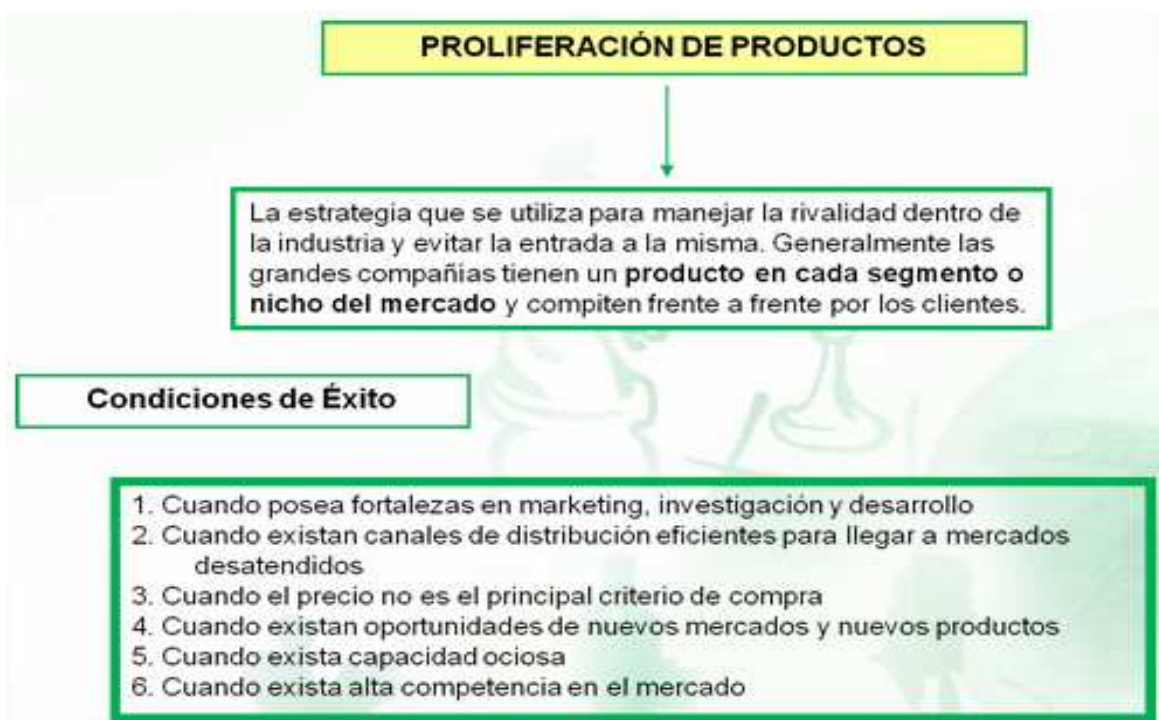 PROLIFERACIÓN DE PRODUCTOS
La estrategia que se utiliza para manejar la rivalidad dentro de
la industria y evitar la entrada a la misma. Generalmente las
grandes compañias tienen un producto en cada segmento o
nicho del mercado y compiten frente a frente por los clientes.
Condiciones de Éxito
1. Cuando posea fortalezas en marketing, investigación y desarrollo
2. Cuando existan canales de distribución eficientes para llegar a mercados
desatendidos
3. Cuando el precio no es el principal criterio de compra
4. Cuando existan oportunidades de nuevos mercados y nuevos productos
5. Cuando exista capacidad ociosa
6. Cuando exista alta competencia en el mercado